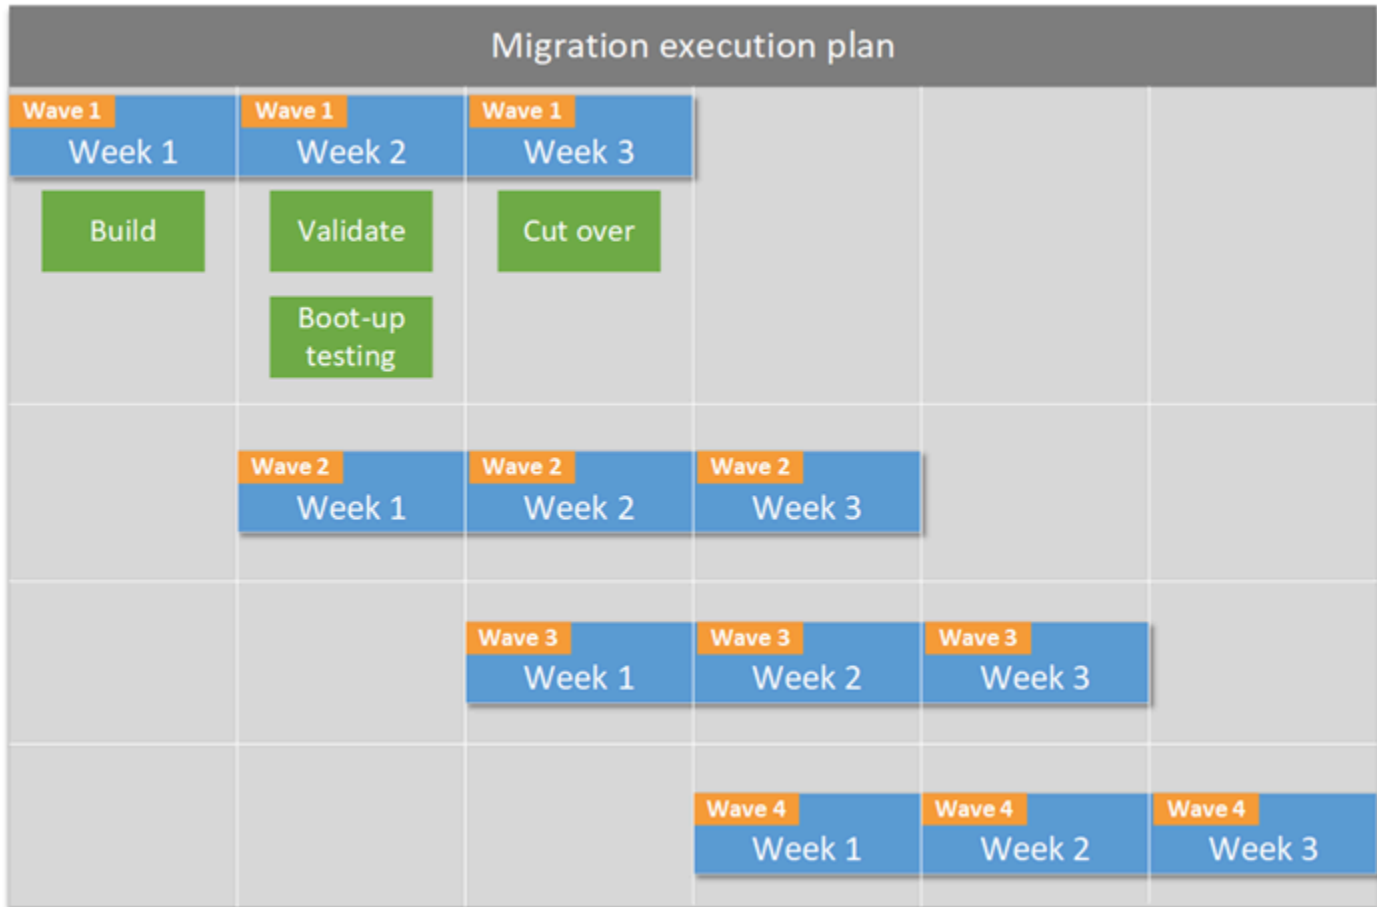 Migration execution plan
Wave 1
Wave 1
Wave 1
Week 1
Week 2
Week 3
Build
Validate
Cut over
Boot-up
testing
Wave 2
Wave 2
Wave 2
Week 1
Week 2
Week 3
Wave 3
Wave 3
Wave 3
Week 1
Week 2
Week 3
Wave 4
Wave 4
Wave 4
Week 1
Week 2
Week 3